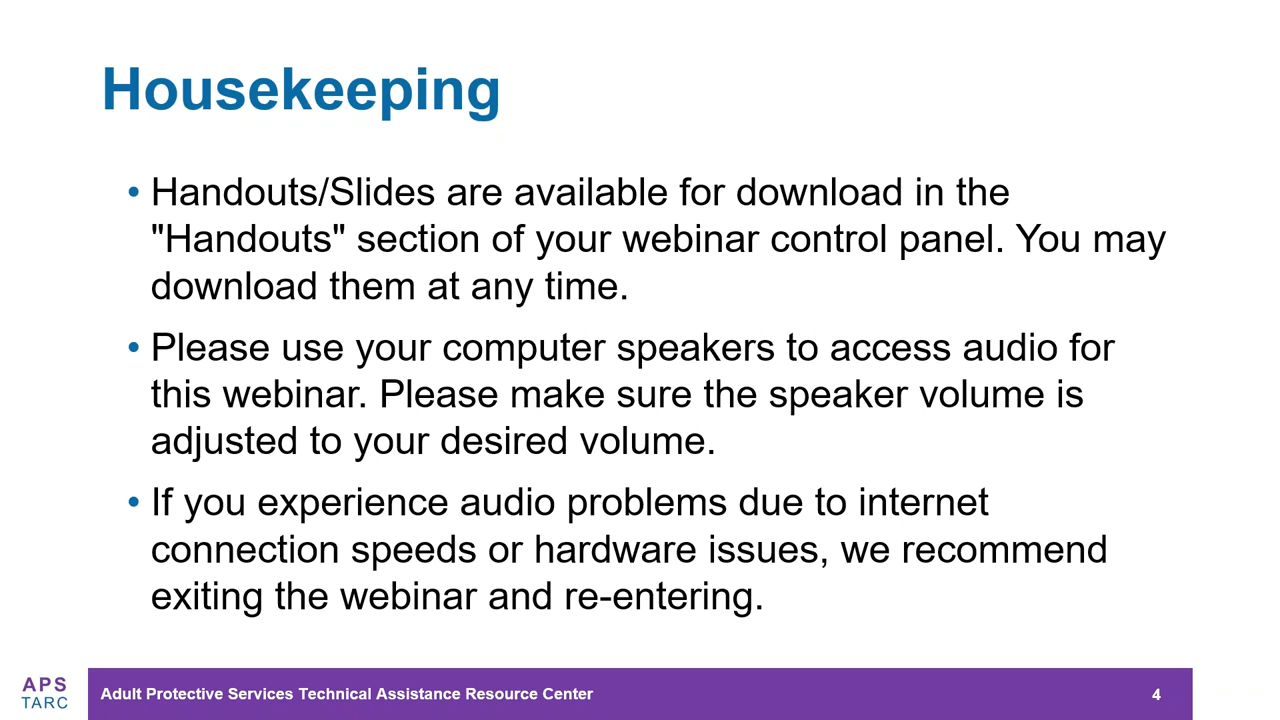 Housekeeping
• Handouts/Slides are available for download in the
"Handouts" section of your webinar control panel. You may
download them at any time.
• Please use your computer speakers to access audio for
this webinar. Please make sure the speaker volume is
adjusted to your desired volume.
• If you experience audio problems due to internet
connection speeds or hardware issues, we recommend
exiting the webinar and re-entering.
APS
TARC
Adult Protective Services Technical Assistance Resource Center
4